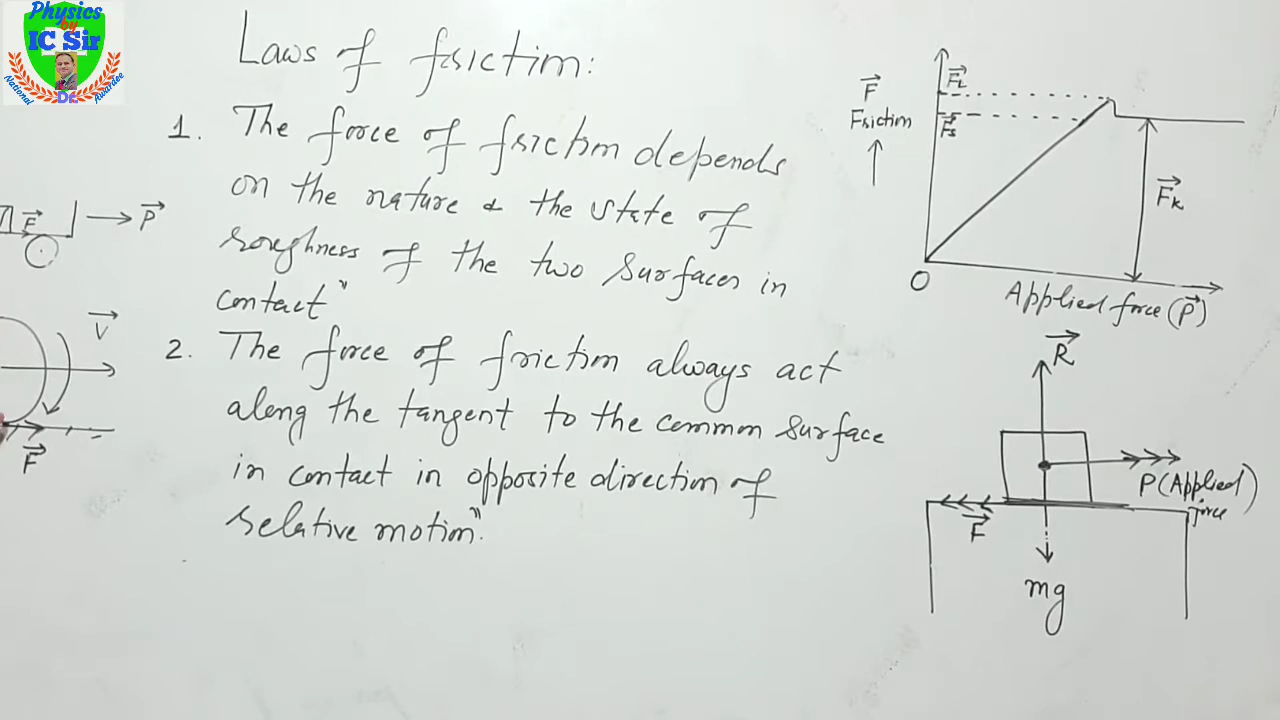 Physics
by
IC Sir
National
DE
Awardee
Laws of friction:
1. The force of friction depends
on the nature & the state of
roughness of the two surfaces in
contact"
2. The force of friction always act
along the tangent to the common surface
in contact in opposite direction of
relative motion"
F
P
V
F
F
Friction
FL
Fs
Fk
O
Applied force (P)
R
P (Applied
force)
F
mg